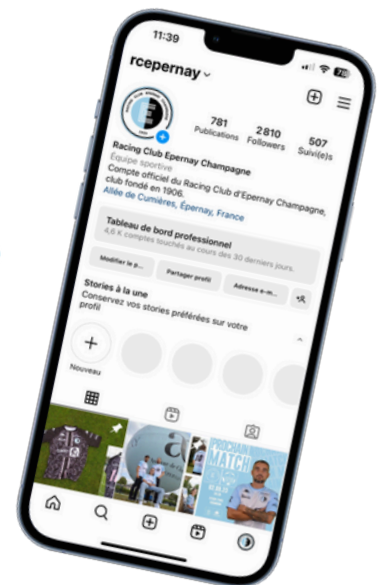 11:39
rcepernay
781
Publications
2 810
Followers
507
Suivi(e)s
Racing Club Epernay Champagne
Équipe sportive
Compte officiel du Racing Club d'Epernay Champagne,
club fondé en 1906.
Allée de Cumières, Épernay, France
Tableau de bord professionnel
4,6 K comptes touchés au cours des 30 derniers jours.
Modifier le p...
Partager profil
Adresse e-m...
Stories à la une
Conservez vos stories préférées sur votre
profil
Nouveau
PROCHAIN
MATCH